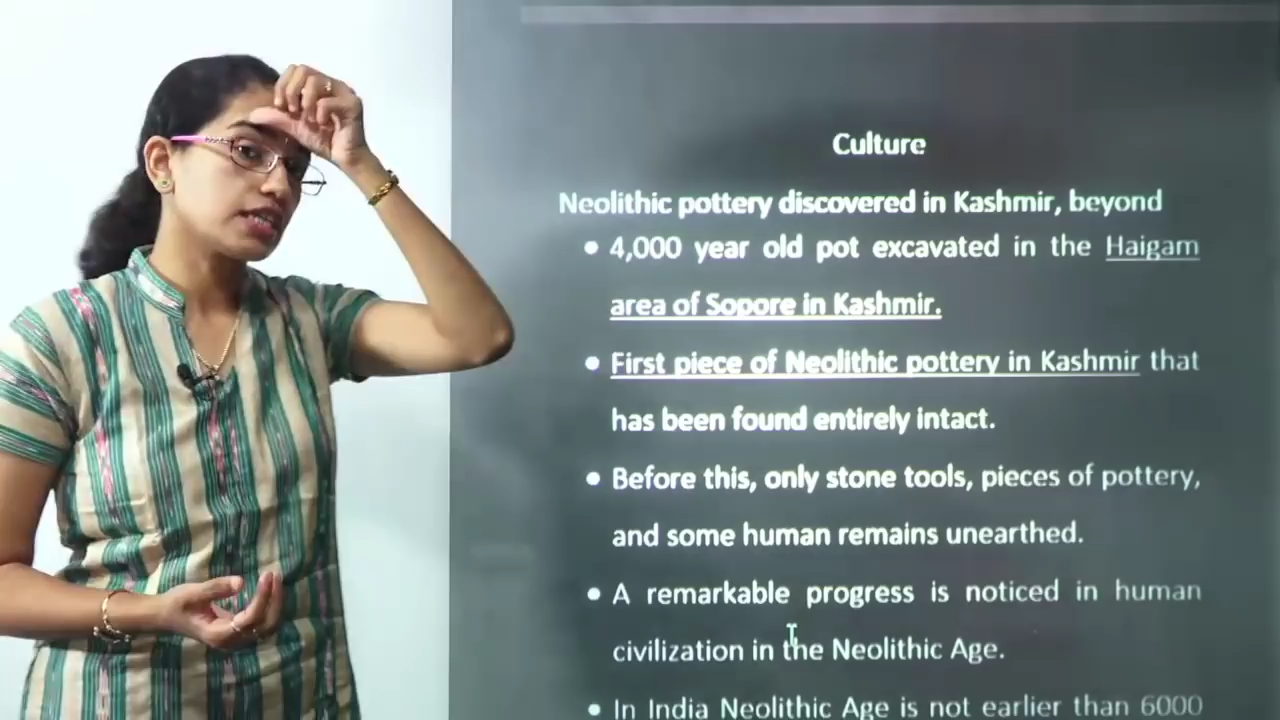 Culture
Neolithic pottery discovered in Kashmir, beyond
• 4,000 year old pot excavated in the Haigam
area of Sopore in Kashmir.
• First piece of Neolithic pottery in Kashmir that
has been found entirely intact.
• Before this, only stone tools, pieces of pottery,
and some human remains unearthed.
• A remarkable progress is noticed in human
civilization in the Neolithic Age.
• In India Neolithic Age is not earlier than 6000